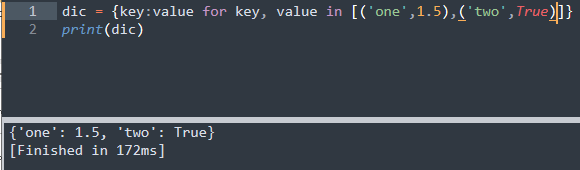 1 dic = {key:value for key, value in [('one',1.5),('two',True)]}
2 print(dic)
{'one': 1.5, 'two': True}
[Finished in 172ms]